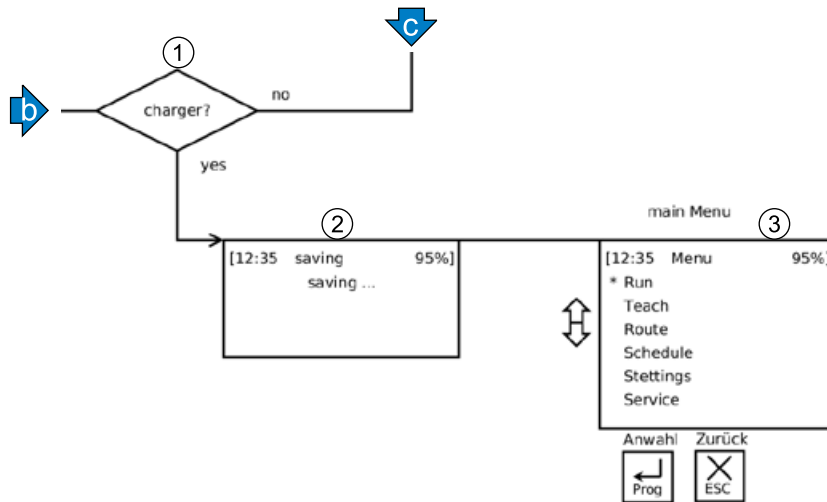 c
1
b
charger?
no
yes
main Menu
2
3
[12:35 saving 95%]
saving ...
[12:35 Menu 95%]
* Run
Teach
Route
Schedule
Stettings
Service
Anwahl Zurück
Prog ESC